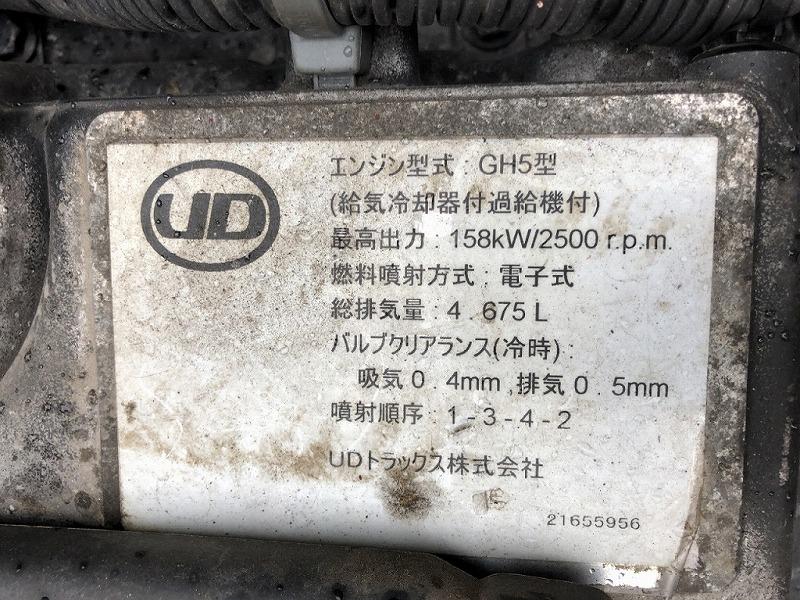 UD
エンジン型式 : GH5型
(給気冷却器付過給機付)
最高出力 : 158kW/2500 r.p.m.
燃料噴射方式 : 電子式
総排気量 : 4 . 675 L
バルブクリアランス(冷時) :
吸気 0 . 4mm ,排気 0 . 5mm
噴射順序 : 1 - 3 - 4 - 2
UDトラックス株式会社
21655956